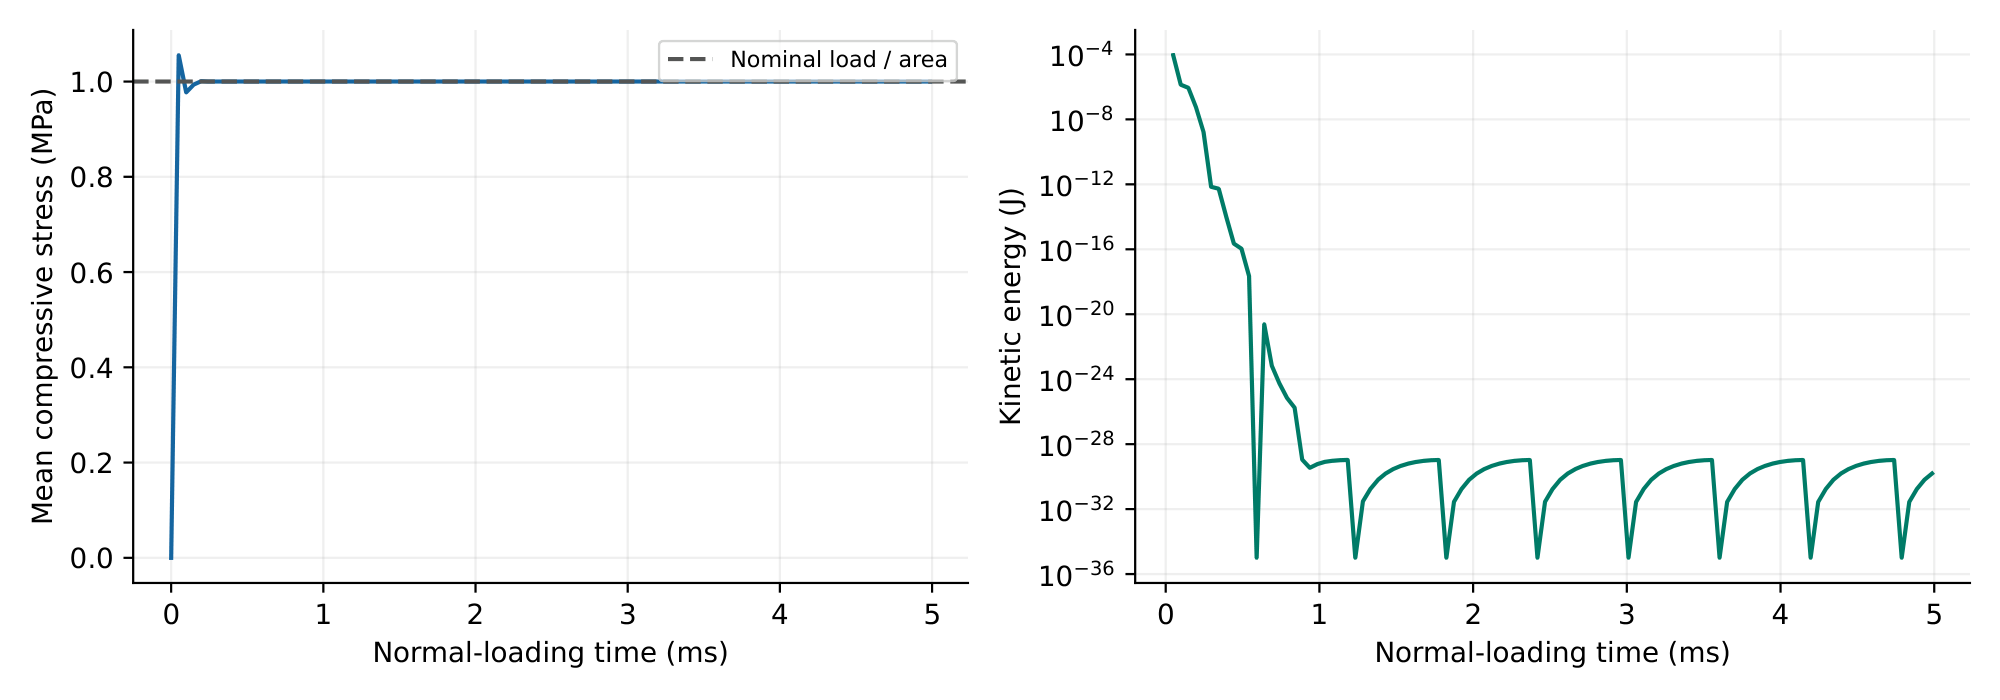 Mean compressive stress (MPa)
1.0
0.8
0.6
0.4
0.2
0.0
Nominal load / area
0 1 2 3 4 5
Normal-loading time (ms)
Kinetic energy (J)
10⁻⁴
10⁻⁸
10⁻¹²
10⁻¹⁶
10⁻²⁰
10⁻²⁴
10⁻²⁸
10⁻³²
10⁻³⁶
0 1 2 3 4 5
Normal-loading time (ms)